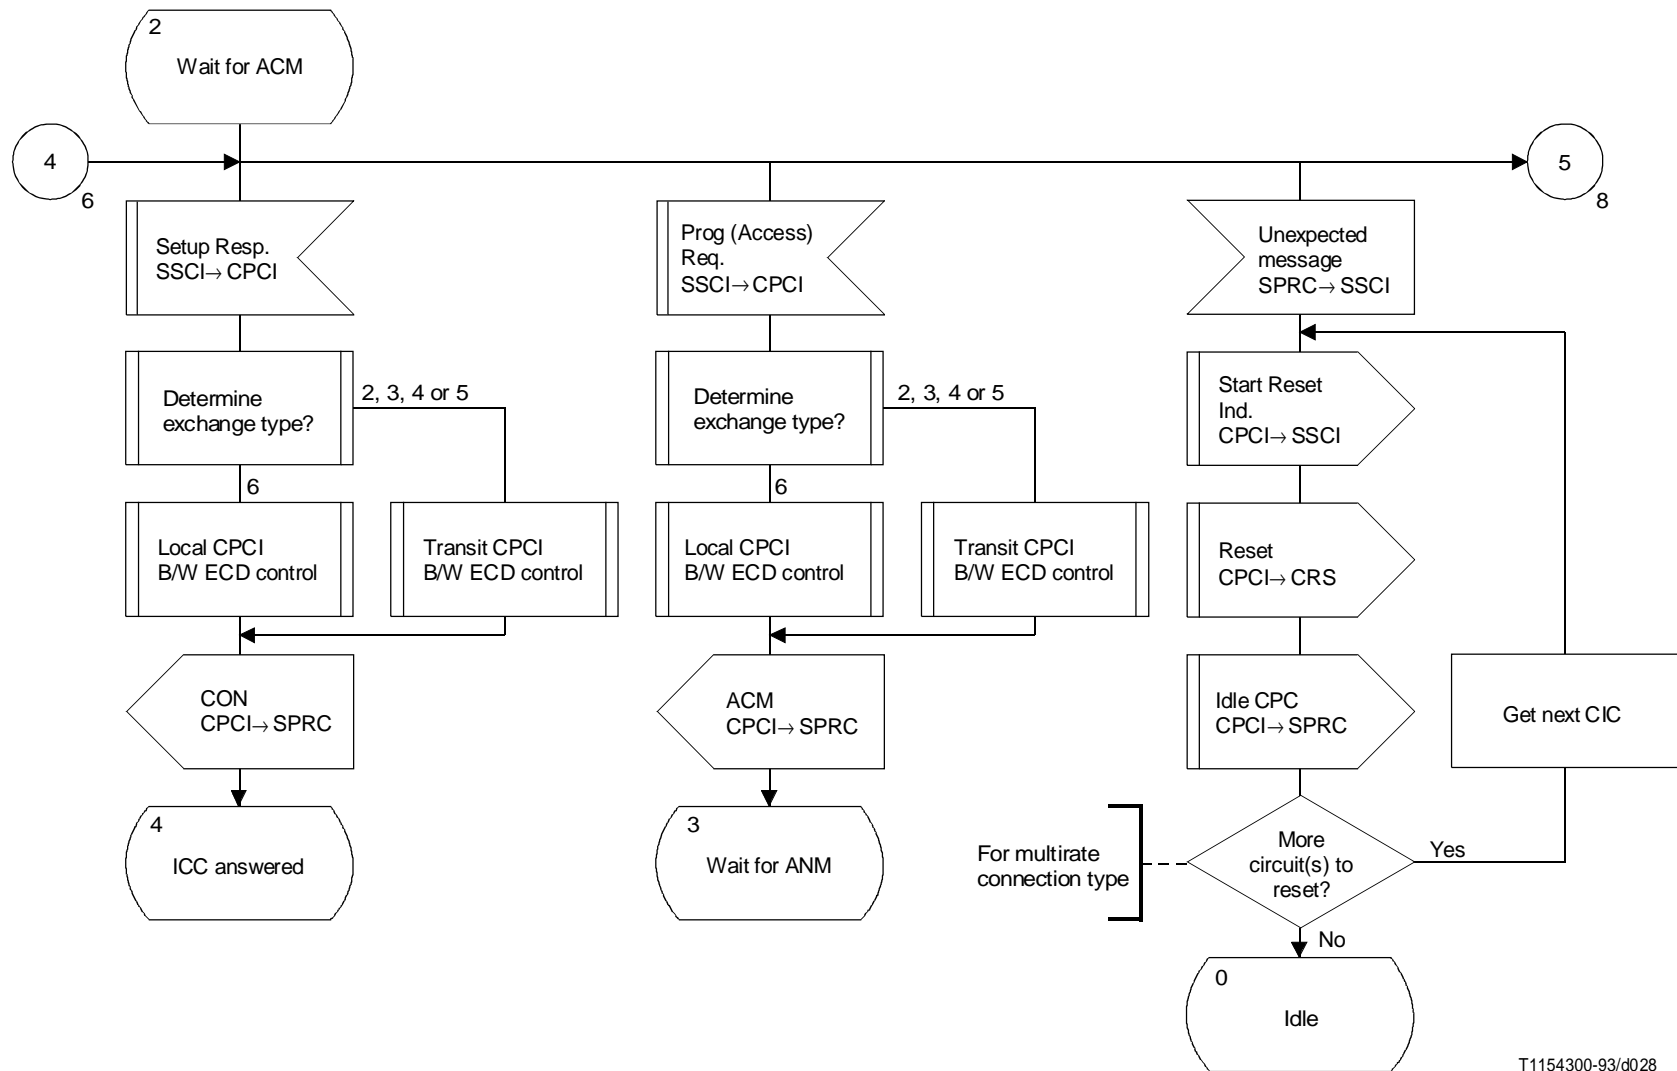 2
Wait for ACM
4
6
5
8
Setup Resp.
SSCI→CPCI
Determine
exchange type?
2, 3, 4 or 5
6
Local CPCI
B/W ECD control
Transit CPCI
B/W ECD control
CON
CPCI→SPRC
4
ICC answered
Prog (Access)
Req.
SSCI→CPCI
Determine
exchange type?
2, 3, 4 or 5
6
Local CPCI
B/W ECD control
Transit CPCI
B/W ECD control
ACM
CPCI→SPRC
3
Wait for ANM
Unexpected
message
SPRC→SSCI
Start Reset
Ind.
CPCI→SSCI
Reset
CPCI→CRS
Idle CPC
CPCI→SPRC
Get next CIC
For multirate
connection type
More
circuit(s) to
reset?
Yes
No
0
Idle
T1154300-93/d028